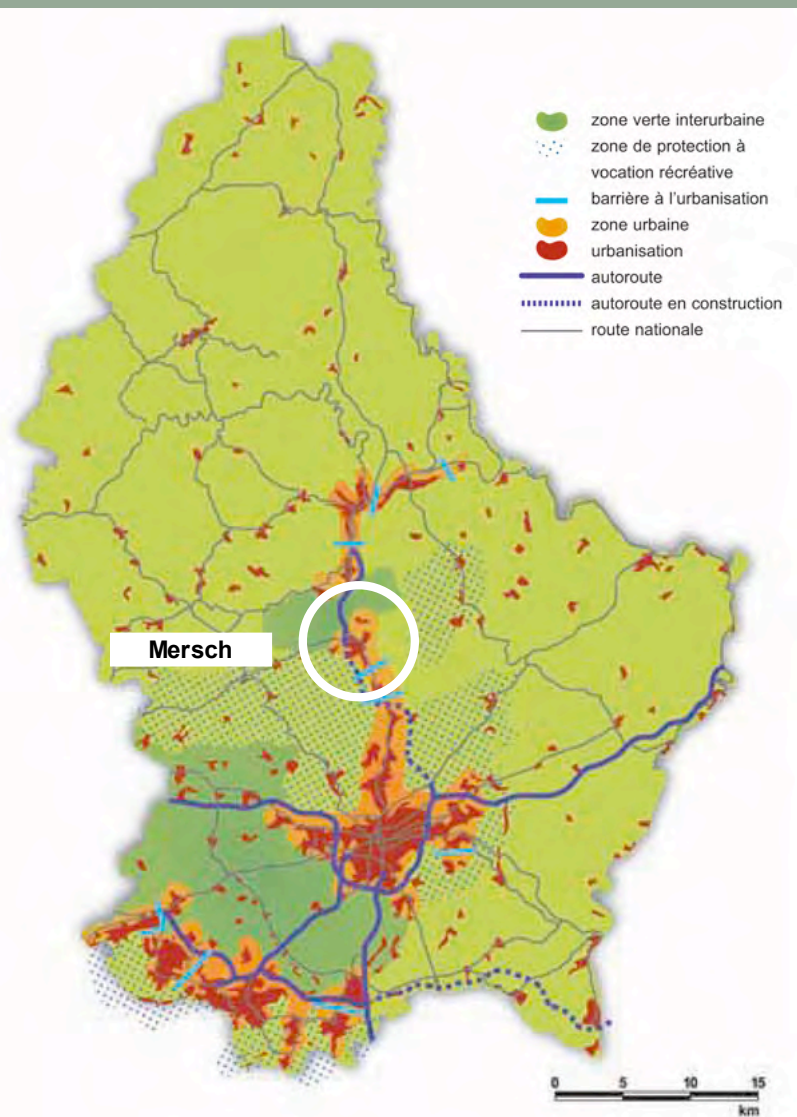 zone verte interurbaine
zone de protection à
vocation récréative
barrière à l'urbanisation
zone urbaine
urbanisation
autoroute
autoroute en construction
route nationale
Mersch
0 5 10 15
km